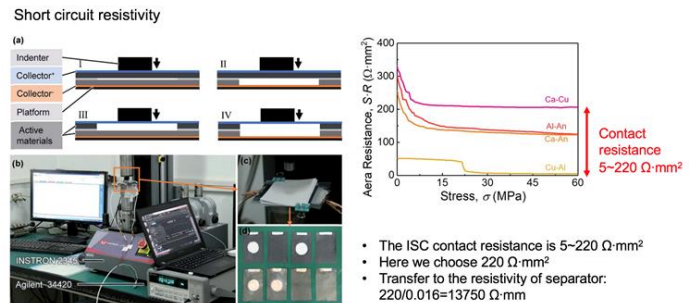 Short circuit resistivity
(a)
Indenter
Collector⁺
Collector⁻
Platform
Active
materials
I
II
III
IV
(b)
INSTRON 2345
Agilent 34420
(c)
(d)
Aera Resistance, S·R (Ω·mm²)
400
300
200
100
0
Ca-Cu
Al-An
Ca-An
Cu-Al
0
15
30
45
60
Stress, σ (MPa)
Contact
resistance
5~220 Ω·mm²
• The ISC contact resistance is 5~220 Ω·mm²
• Here we choose 220 Ω·mm²
• Transfer to the resistivity of separator:
220/0.016=13750 Ω·mm